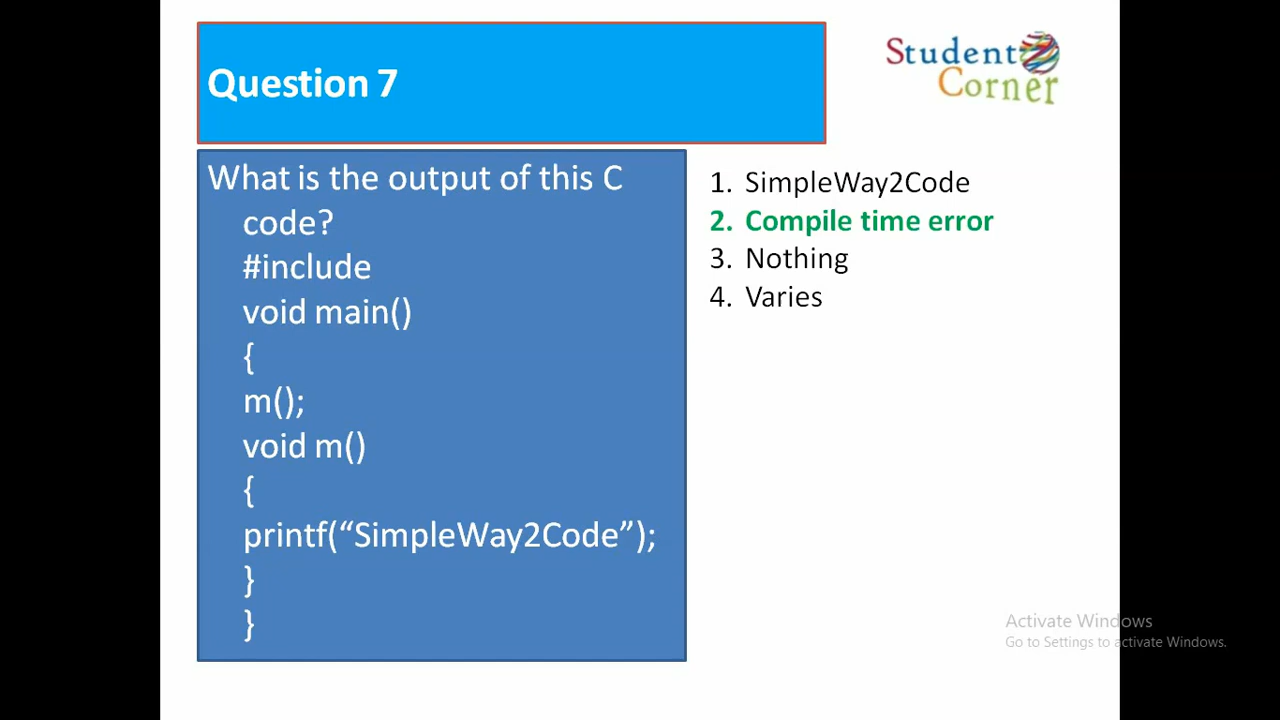 Question 7
Student
Corner
What is the output of this C
code?
#include
void main()
{
m();
void m()
{
printf(“SimpleWay2Code”);
}
}
1. SimpleWay2Code
2. Compile time error
3. Nothing
4. Varies
Activate Windows
Go to Settings to activate Windows.